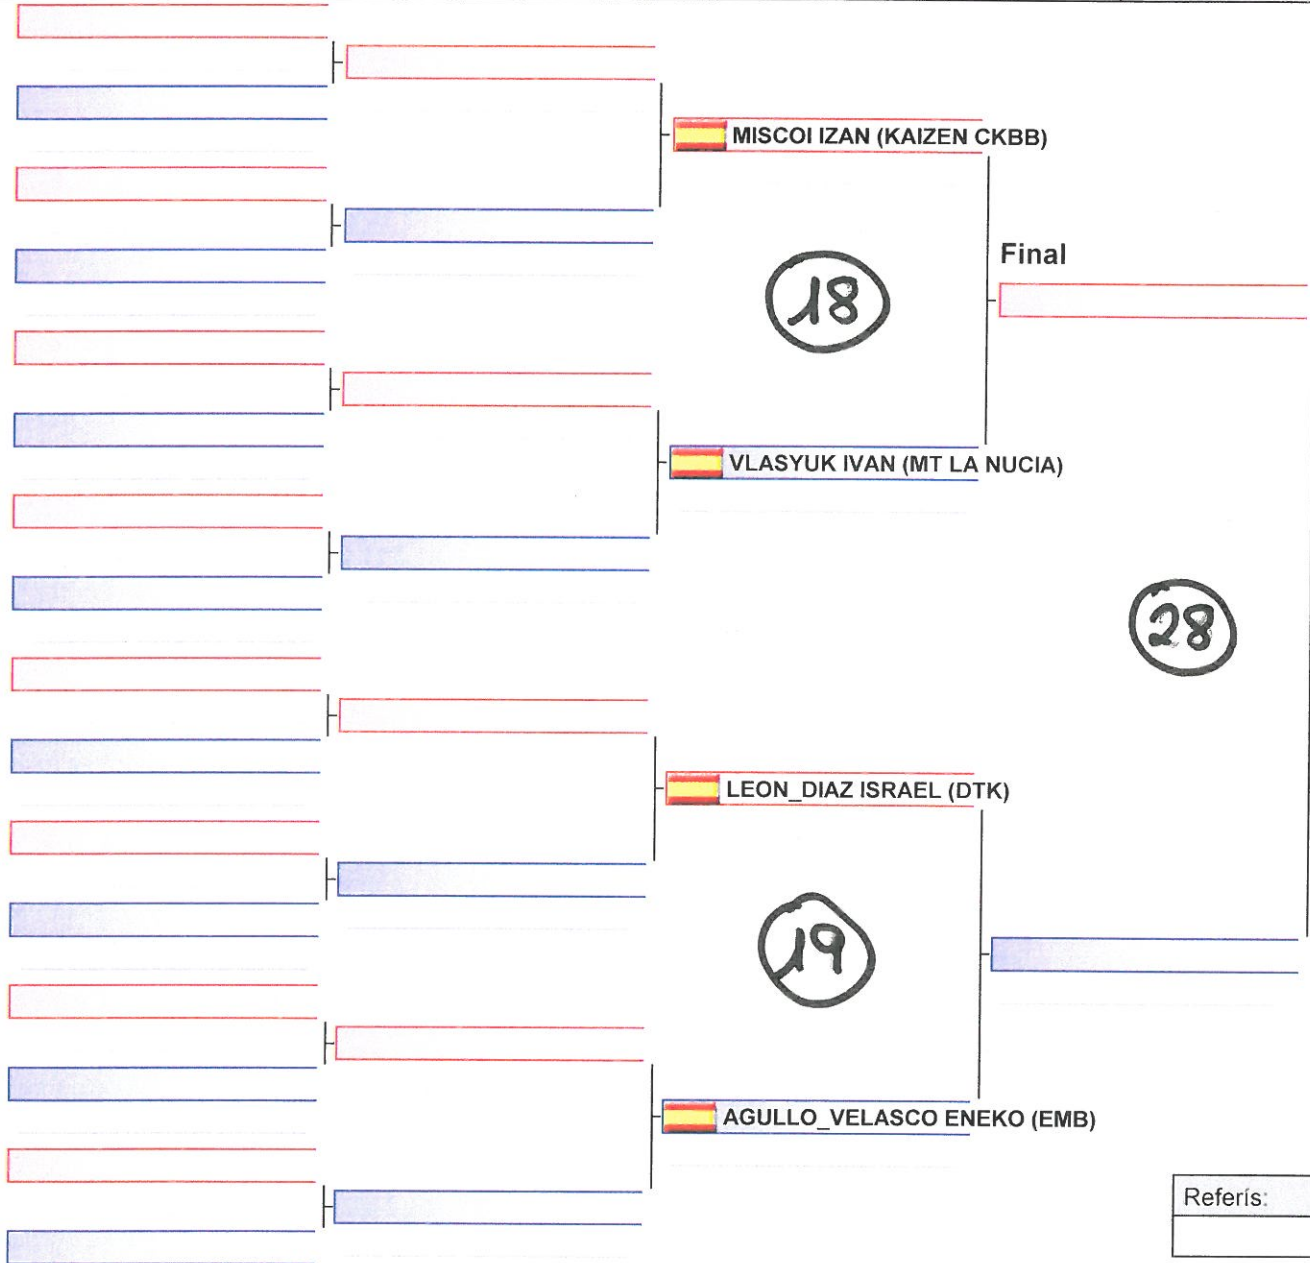 MISCOI IZAN (KAIZEN CKBB)
Final
18
VLASYUK IVAN (MT LA NUCIA)
28
LEON_DIAZ ISRAEL (DTK)
19
AGULLO_VELASCO ENEKO (EMB)
Referís: